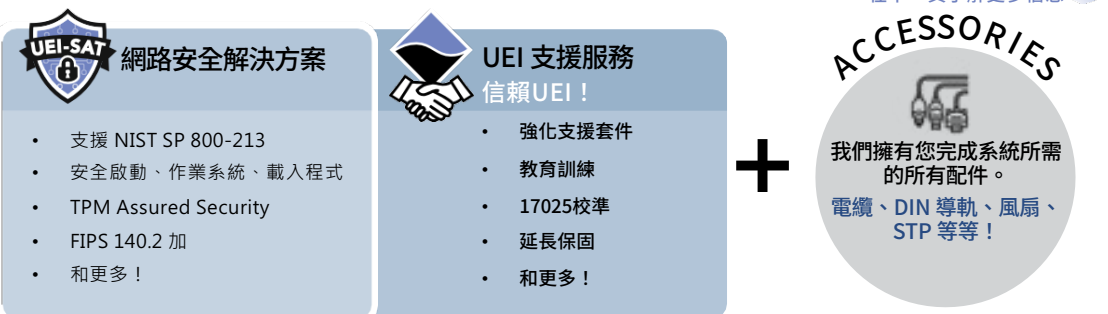 UEI-SAT
網路安全解決方案
• 支援 NIST SP 800-213
• 安全啟動、作業系統、載入程式
• TPM Assured Security
• FIPS 140.2 加
• 和更多！
UEI 支援服務
信賴UEI！
• 強化支援套件
• 教育訓練
• 17025校準
• 延長保固
• 和更多！
+
ACCESSORIES
我們擁有您完成系統所需
的所有配件。
電纜、DIN 導軌、風扇、
STP 等等！